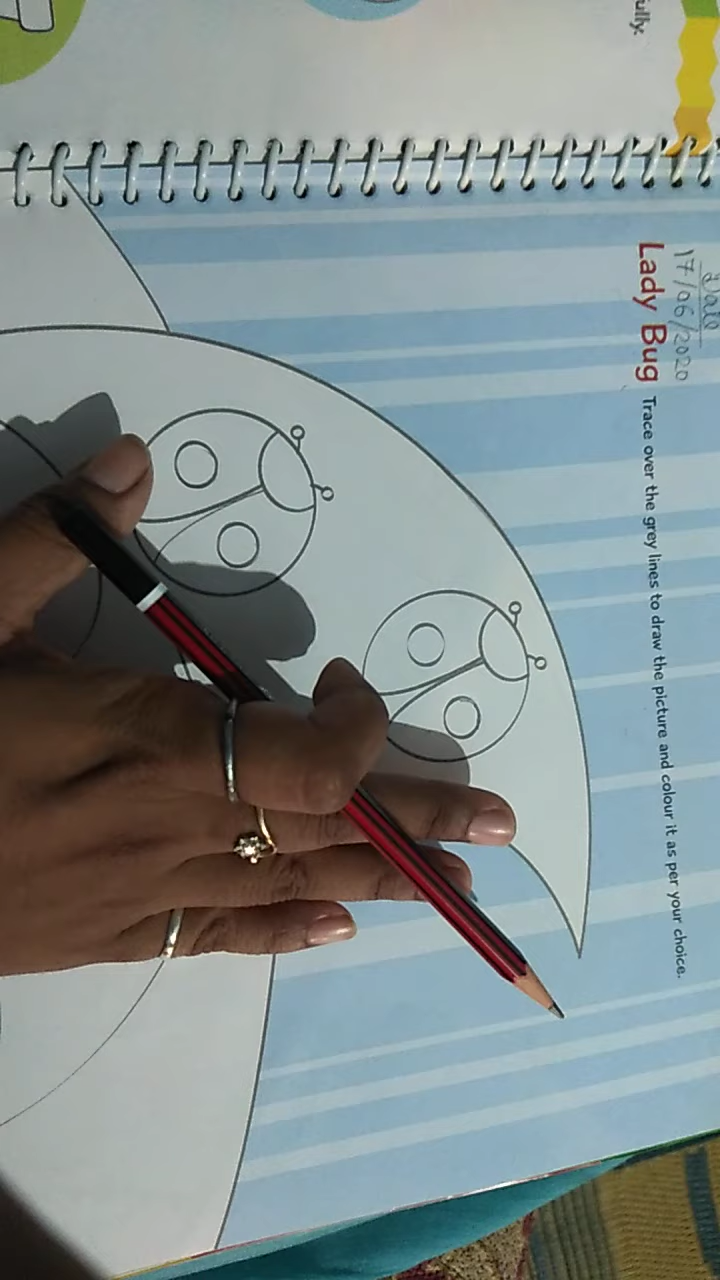 ully.
Date
17/06/2020
Lady Bug Trace over the grey lines to draw the picture and colour it as per your choice.